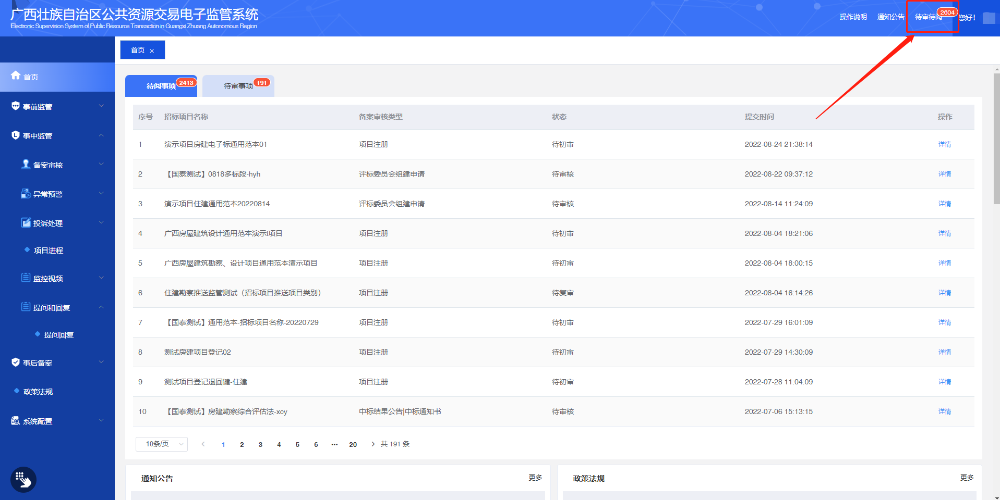 广西壮族自治区公共资源交易电子监管系统
Electronic Supervision System of Public Resource Transaction in Guangxi Zhuang Autonomous Region
操作说明 通知公告 待审待阅 2604 您好！
首页 ×
首页
事前监管
事中监管
备案审核
异常预警
投诉处理
项目进程
监控视频
提问和回复
提问回复
事后备案
政策法规
系统配置
待阅事项 2413 待审事项 191
序号 招标项目名称 备案审核类型 状态 提交时间 操作
1 演示项目房建电子标通用范本01 项目注册 待初审 2022-08-24 21:38:14 详情
2 【国泰测试】0818多标段-hyh 评标委员会组建申请 待审核 2022-08-22 09:37:12 详情
3 演示项目住建通用范本20220814 评标委员会组建申请 待审核 2022-08-14 11:24:09 详情
4 广西房屋建筑设计通用范本演示i项目 项目注册 待初审 2022-08-04 18:21:06 详情
5 广西房屋建筑勘察、设计项目通用范本演示项目 项目注册 待初审 2022-08-04 18:00:15 详情
6 住建勘察推送监管测试（招标项目推送项目类别） 项目注册 待复审 2022-08-04 16:14:26 详情
7 【国泰测试】通用范本-招标项目名称-20220729 项目注册 待初审 2022-07-29 16:01:09 详情
8 测试房建项目登记02 项目注册 待初审 2022-07-29 14:30:09 详情
9 测试项目登记退回键-住建 项目注册 待初审 2022-07-28 11:04:09 详情
10 【国泰测试】房建勘察综合评估法-xcy 中标结果公告|中标通知书 待审核 2022-07-06 15:13:15 详情
10条/页 1 2 3 4 5 6 ··· 20 共 191 条
通知公告 更多 政策法规 更多